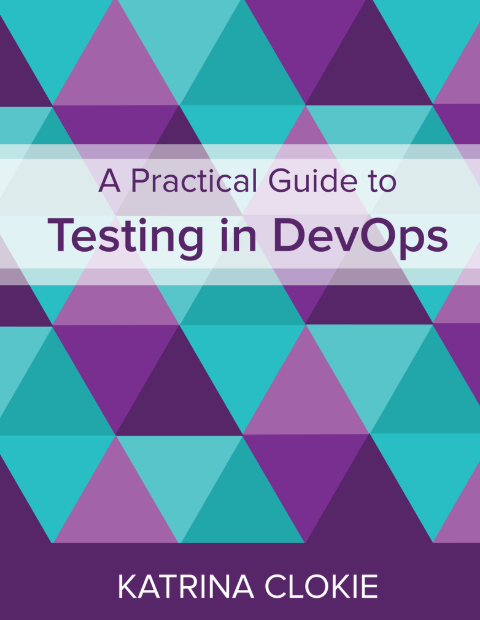 A Practical Guide to
Testing in DevOps
KATRINA CLOKIE